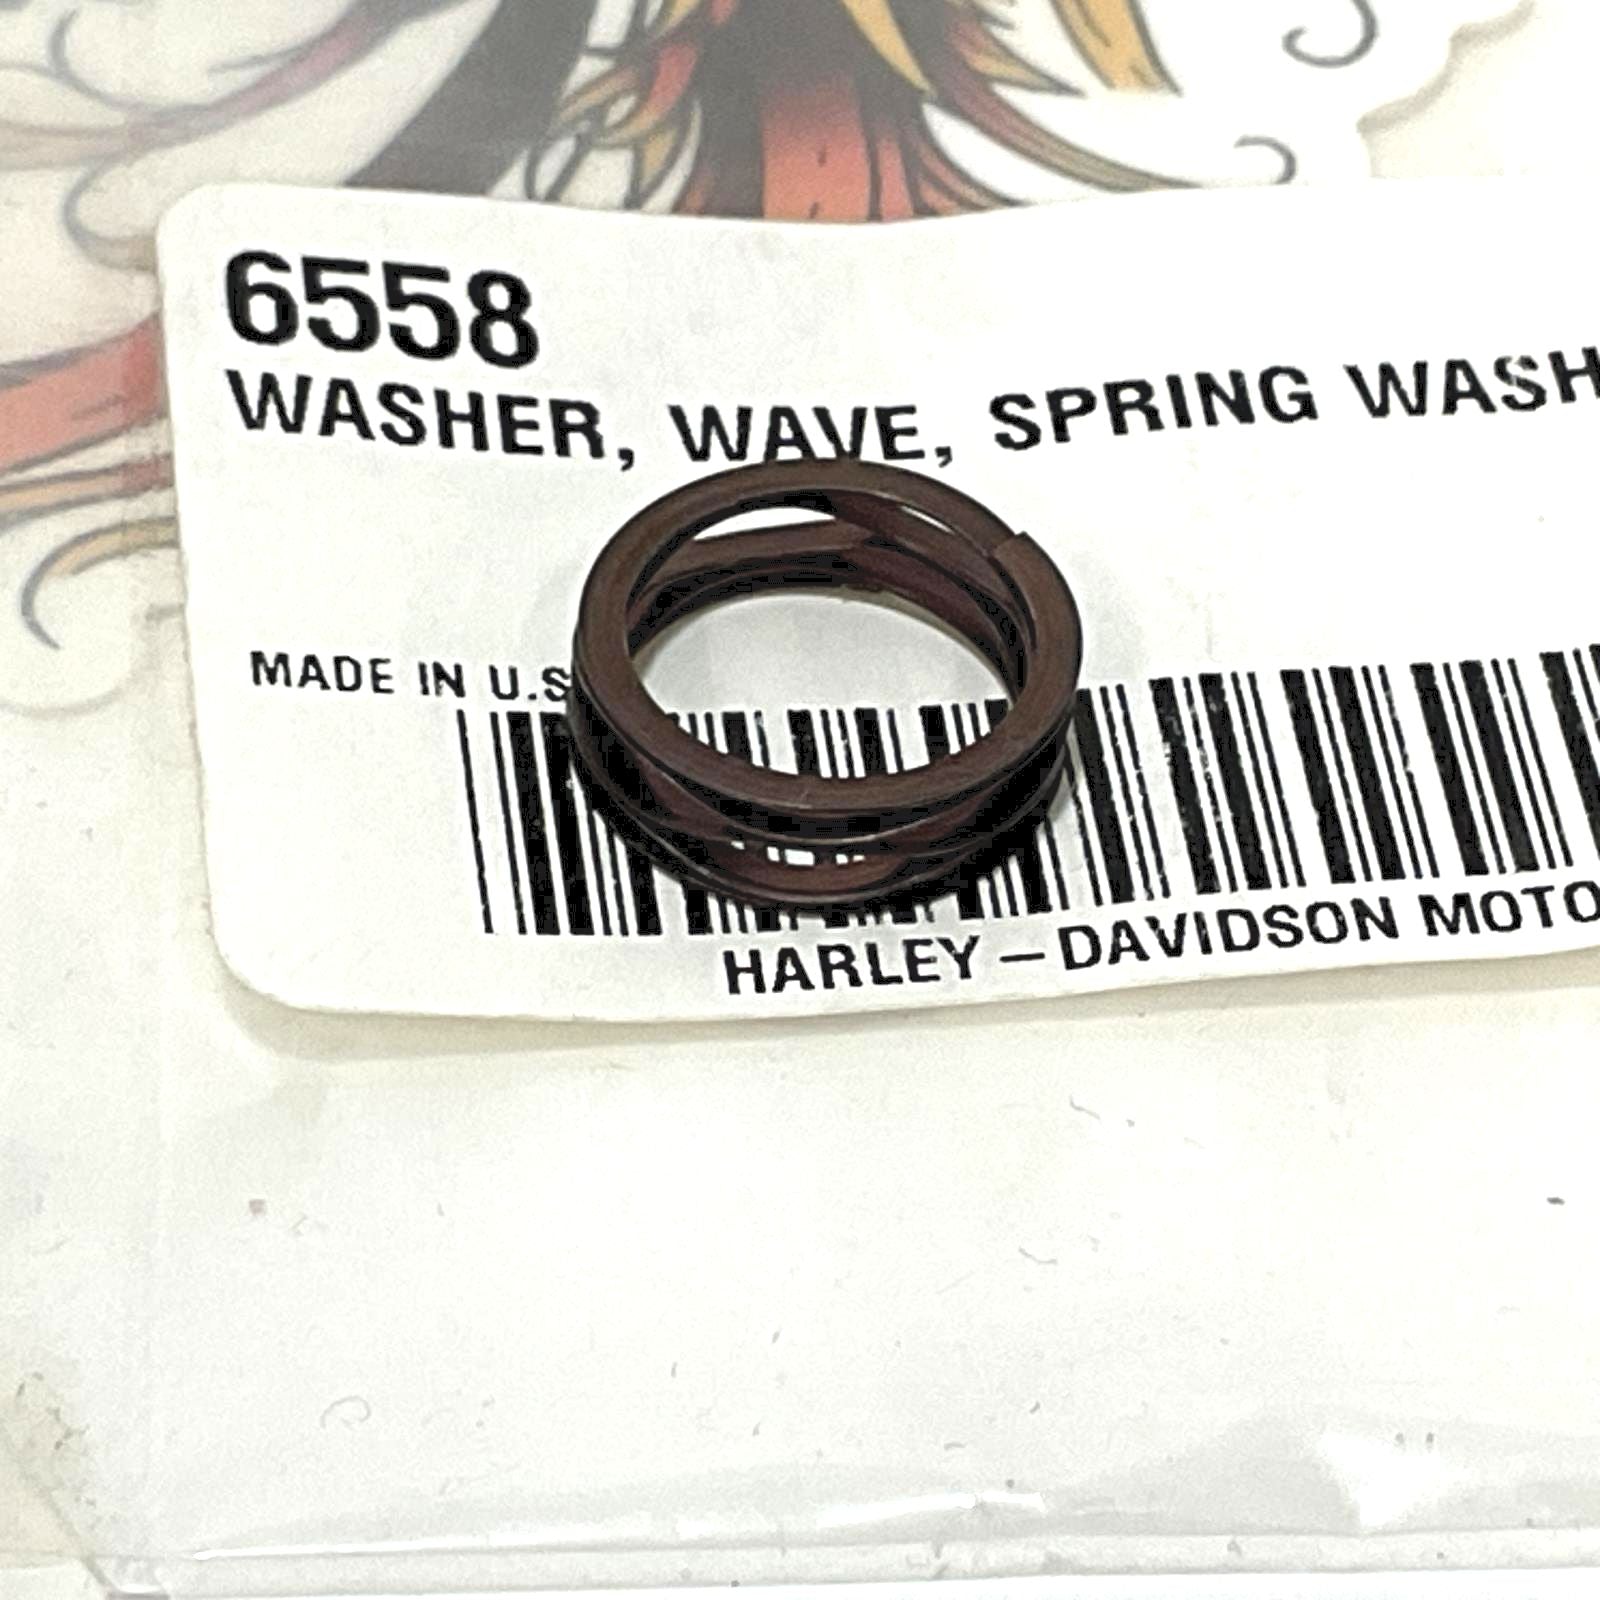 6558
WASHER, WAVE, SPRING WASH
MADE IN U.S
HARLEY – DAVIDSON MOTO